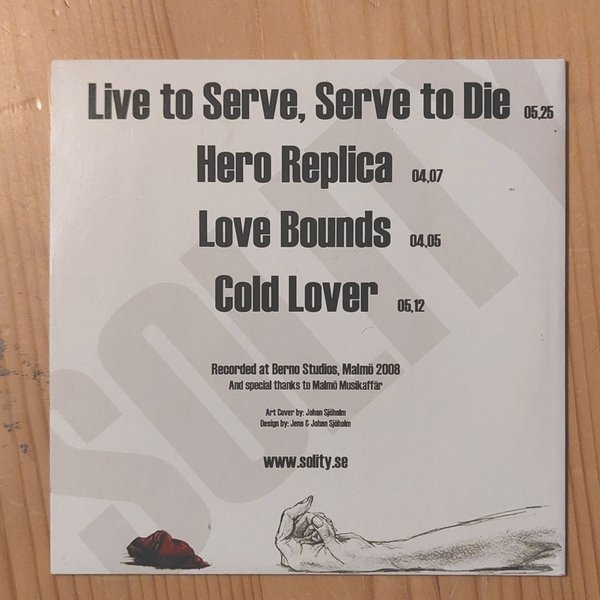 Live to Serve, Serve to Die 05,25
Hero Replica 04,07
Love Bounds 04,05
Cold Lover 05,12
Recorded at Berno Studios, Malmö 2008
And special thanks to Malmö Musikaffär
Art Cover by: Johan Sjöholm
Design by: Jens & Johan Sjöholm
www.solity.se
SOLITY